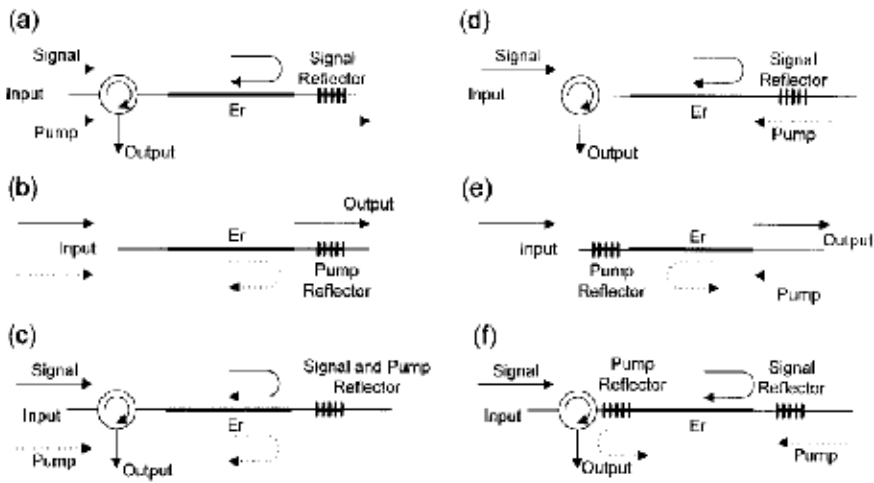 (a)
Signal
Input
Pump
Output
Er
Signal
Reflector
(b)
Input
Er
Output
Pump
Reflector
(c)
Signal
Input
Pump
Output
Er
Signal and Pump
Reflector
(d)
Signal
Input
Output
Er
Signal
Reflector
Pump
(e)
Input
Pump
Reflector
Er
Output
Pump
(f)
Signal
Input
Output
Pump
Reflector
Er
Signal
Reflector
Pump